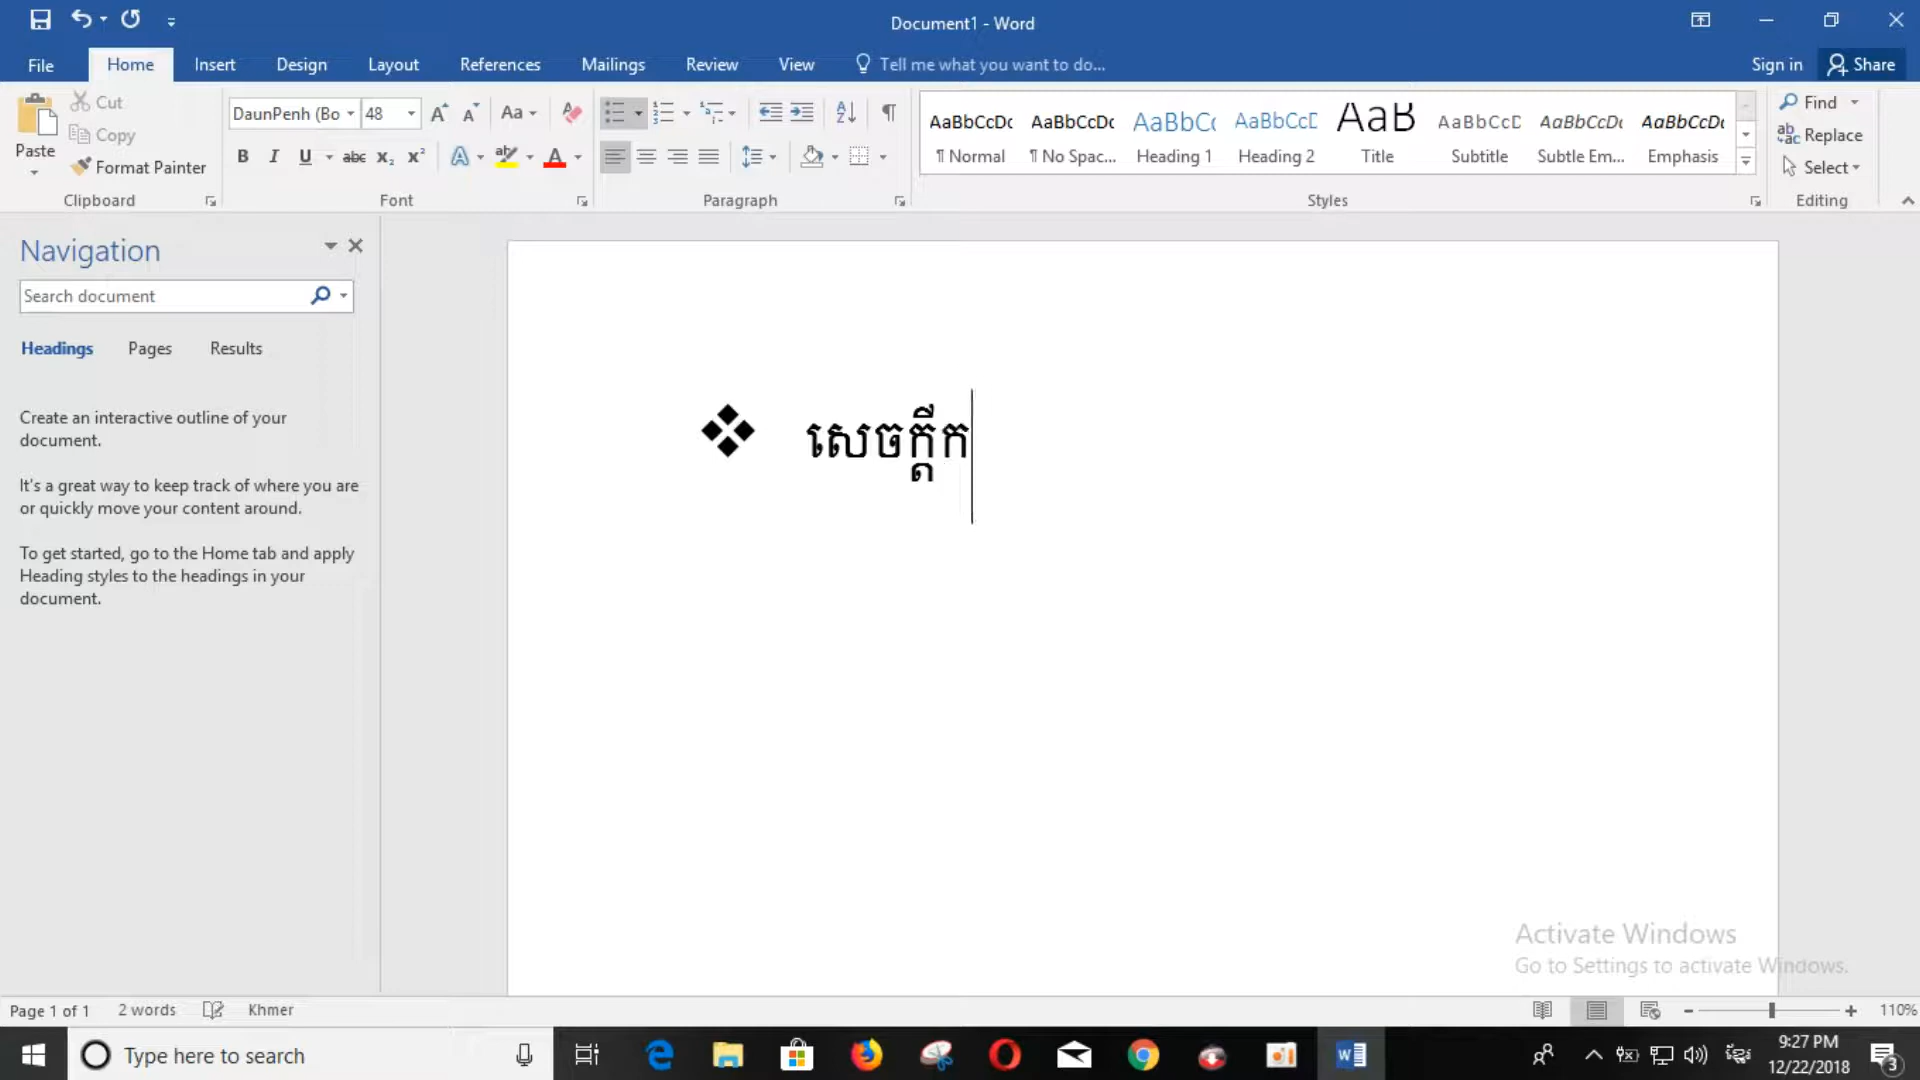 Document1 - Word
File Home Insert Design Layout References Mailings Review View Tell me what you want to do... Sign in Share
Cut
Copy
Paste
Format Painter
Clipboard
DaunPenh (Bo 48
Font
Paragraph
AaBbCcDc AaBbCcDc AaBbCc AaBbCcD AaB AaBbCcD AaBbCcDc AaBbCcDc
¶ Normal ¶ No Spac... Heading 1 Heading 2 Title Subtitle Subtle Em... Emphasis
Styles
Find
Replace
Select
Editing
Navigation
Search document
Headings Pages Results
Create an interactive outline of your
document.
It's a great way to keep track of where you are
or quickly move your content around.
To get started, go to the Home tab and apply
Heading styles to the headings in your
document.
❖ សេចក្តីក
Activate Windows
Go to Settings to activate Windows.
Page 1 of 1 2 words Khmer 110%
Type here to search
9:27 PM
12/22/2018
3